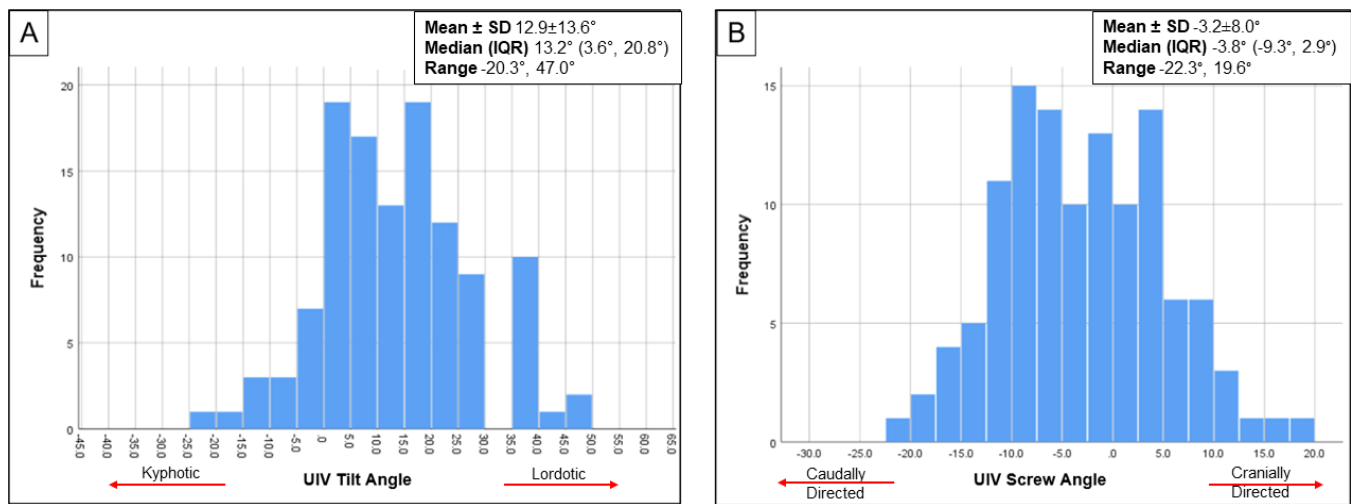 A
Mean ± SD 12.9±13.6°
Median (IQR) 13.2° (3.6°, 20.8°)
Range -20.3°, 47.0°
20
15
10
5
0
Frequency
-45.0 -40.0 -35.0 -30.0 -25.0 -20.0 -15.0 -10.0 -5.0 .0 5.0 10.0 15.0 20.0 25.0 30.0 35.0 40.0 45.0 50.0 55.0 60.0 65.0
Kyphotic
UIV Tilt Angle
Lordotic
B
Mean ± SD -3.2±8.0°
Median (IQR) -3.8° (-9.3°, 2.9°)
Range -22.3°, 19.6°
15
10
5
0
Frequency
-30.0 -25.0 -20.0 -15.0 -10.0 -5.0 .0 5.0 10.0 15.0 20.0
Caudally
Directed
UIV Screw Angle
Cranially
Directed